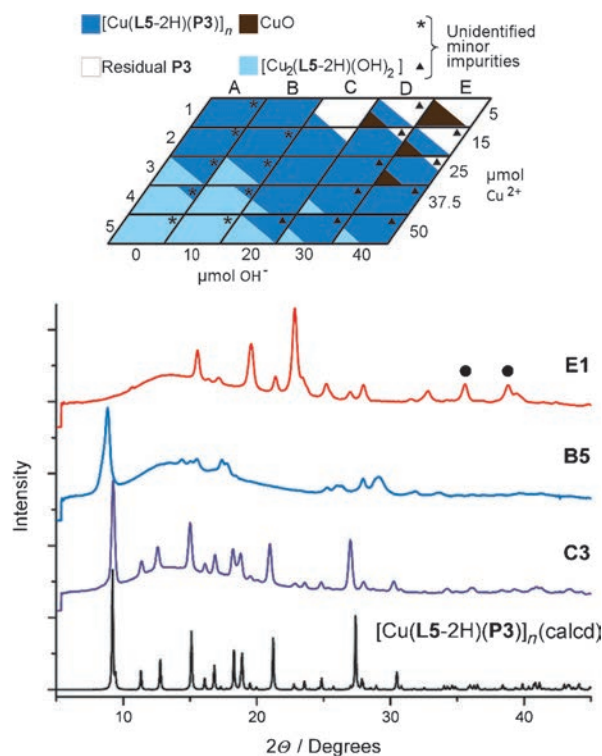 [Cu(L5-2H)(P3)]n CuO * Unidentified minor impurities
Residual P3 [Cu2(L5-2H)(OH)2] ▲
A B C D E
1 5
2 15
3 25
4 37.5
5 50
µmol Cu 2+
0 10 20 30 40
µmol OH-
E1
B5
C3
[Cu(L5-2H)(P3)]n(calcd)
Intensity
10 20 30 40
2Θ / Degrees